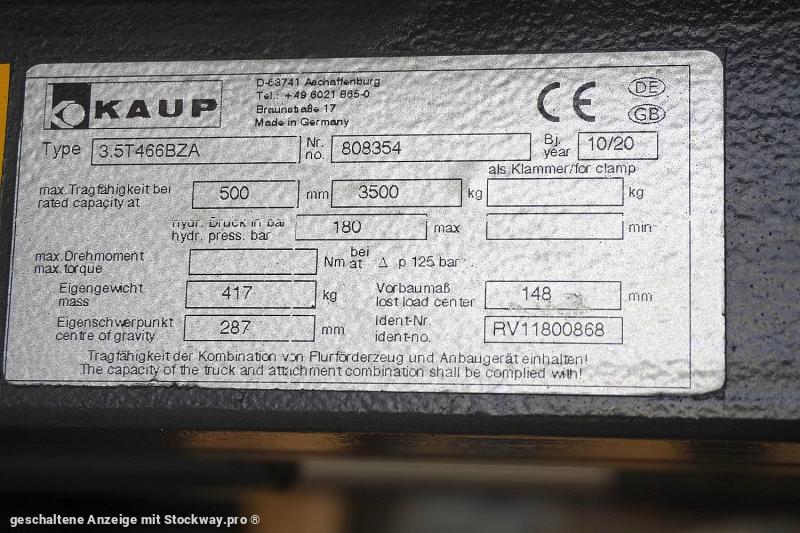 KAUP
D-63741 Aschaffenburg
Tel.: +49 6021 865-0
Braunstraße 17
Made in Germany
CE
DE
GB
Type 3.5T466BZA Nr. no. 808354 Bj. year 10/20
als Klammer/for clamp
max. Tragfähigkeit bei
rated capacity at 500 mm 3500 kg kg
hydr. Druck in bar
hydr. press. bar 180 max min
max. Drehmoment
max. torque Nm bei at Δ p 125 bar
Eigengewicht
mass 417 kg
Vorbaumaß
lost load center 148 mm
Eigenschwerpunkt
centre of gravity 287 mm
Ident-Nr.
ident-no. RV11800868
Tragfähigkeit der Kombination von Flurförderzeug und Anbaugerät einhalten!
The capacity of the truck and attachment combination shall be complied with!
geschaltene Anzeige mit Stockway.pro ®